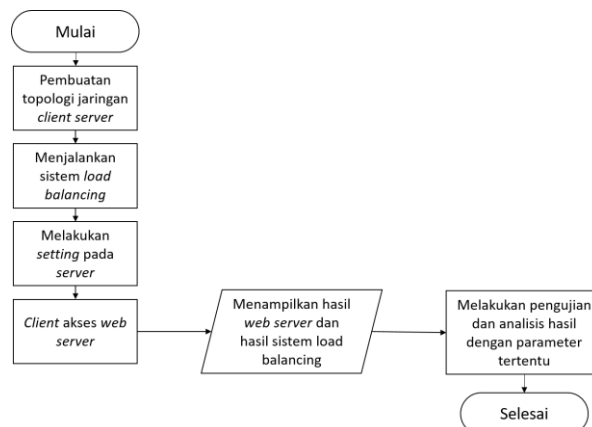 Mulai
Pembuatan
topologi jaringan
client server
Menjalankan
sistem load
balancing
Melakukan
setting pada
server
Client akses web
server
Menampilkan hasil
web server dan
hasil sistem load
balancing
Melakukan pengujian
dan analisis hasil
dengan parameter
tertentu
Selesai